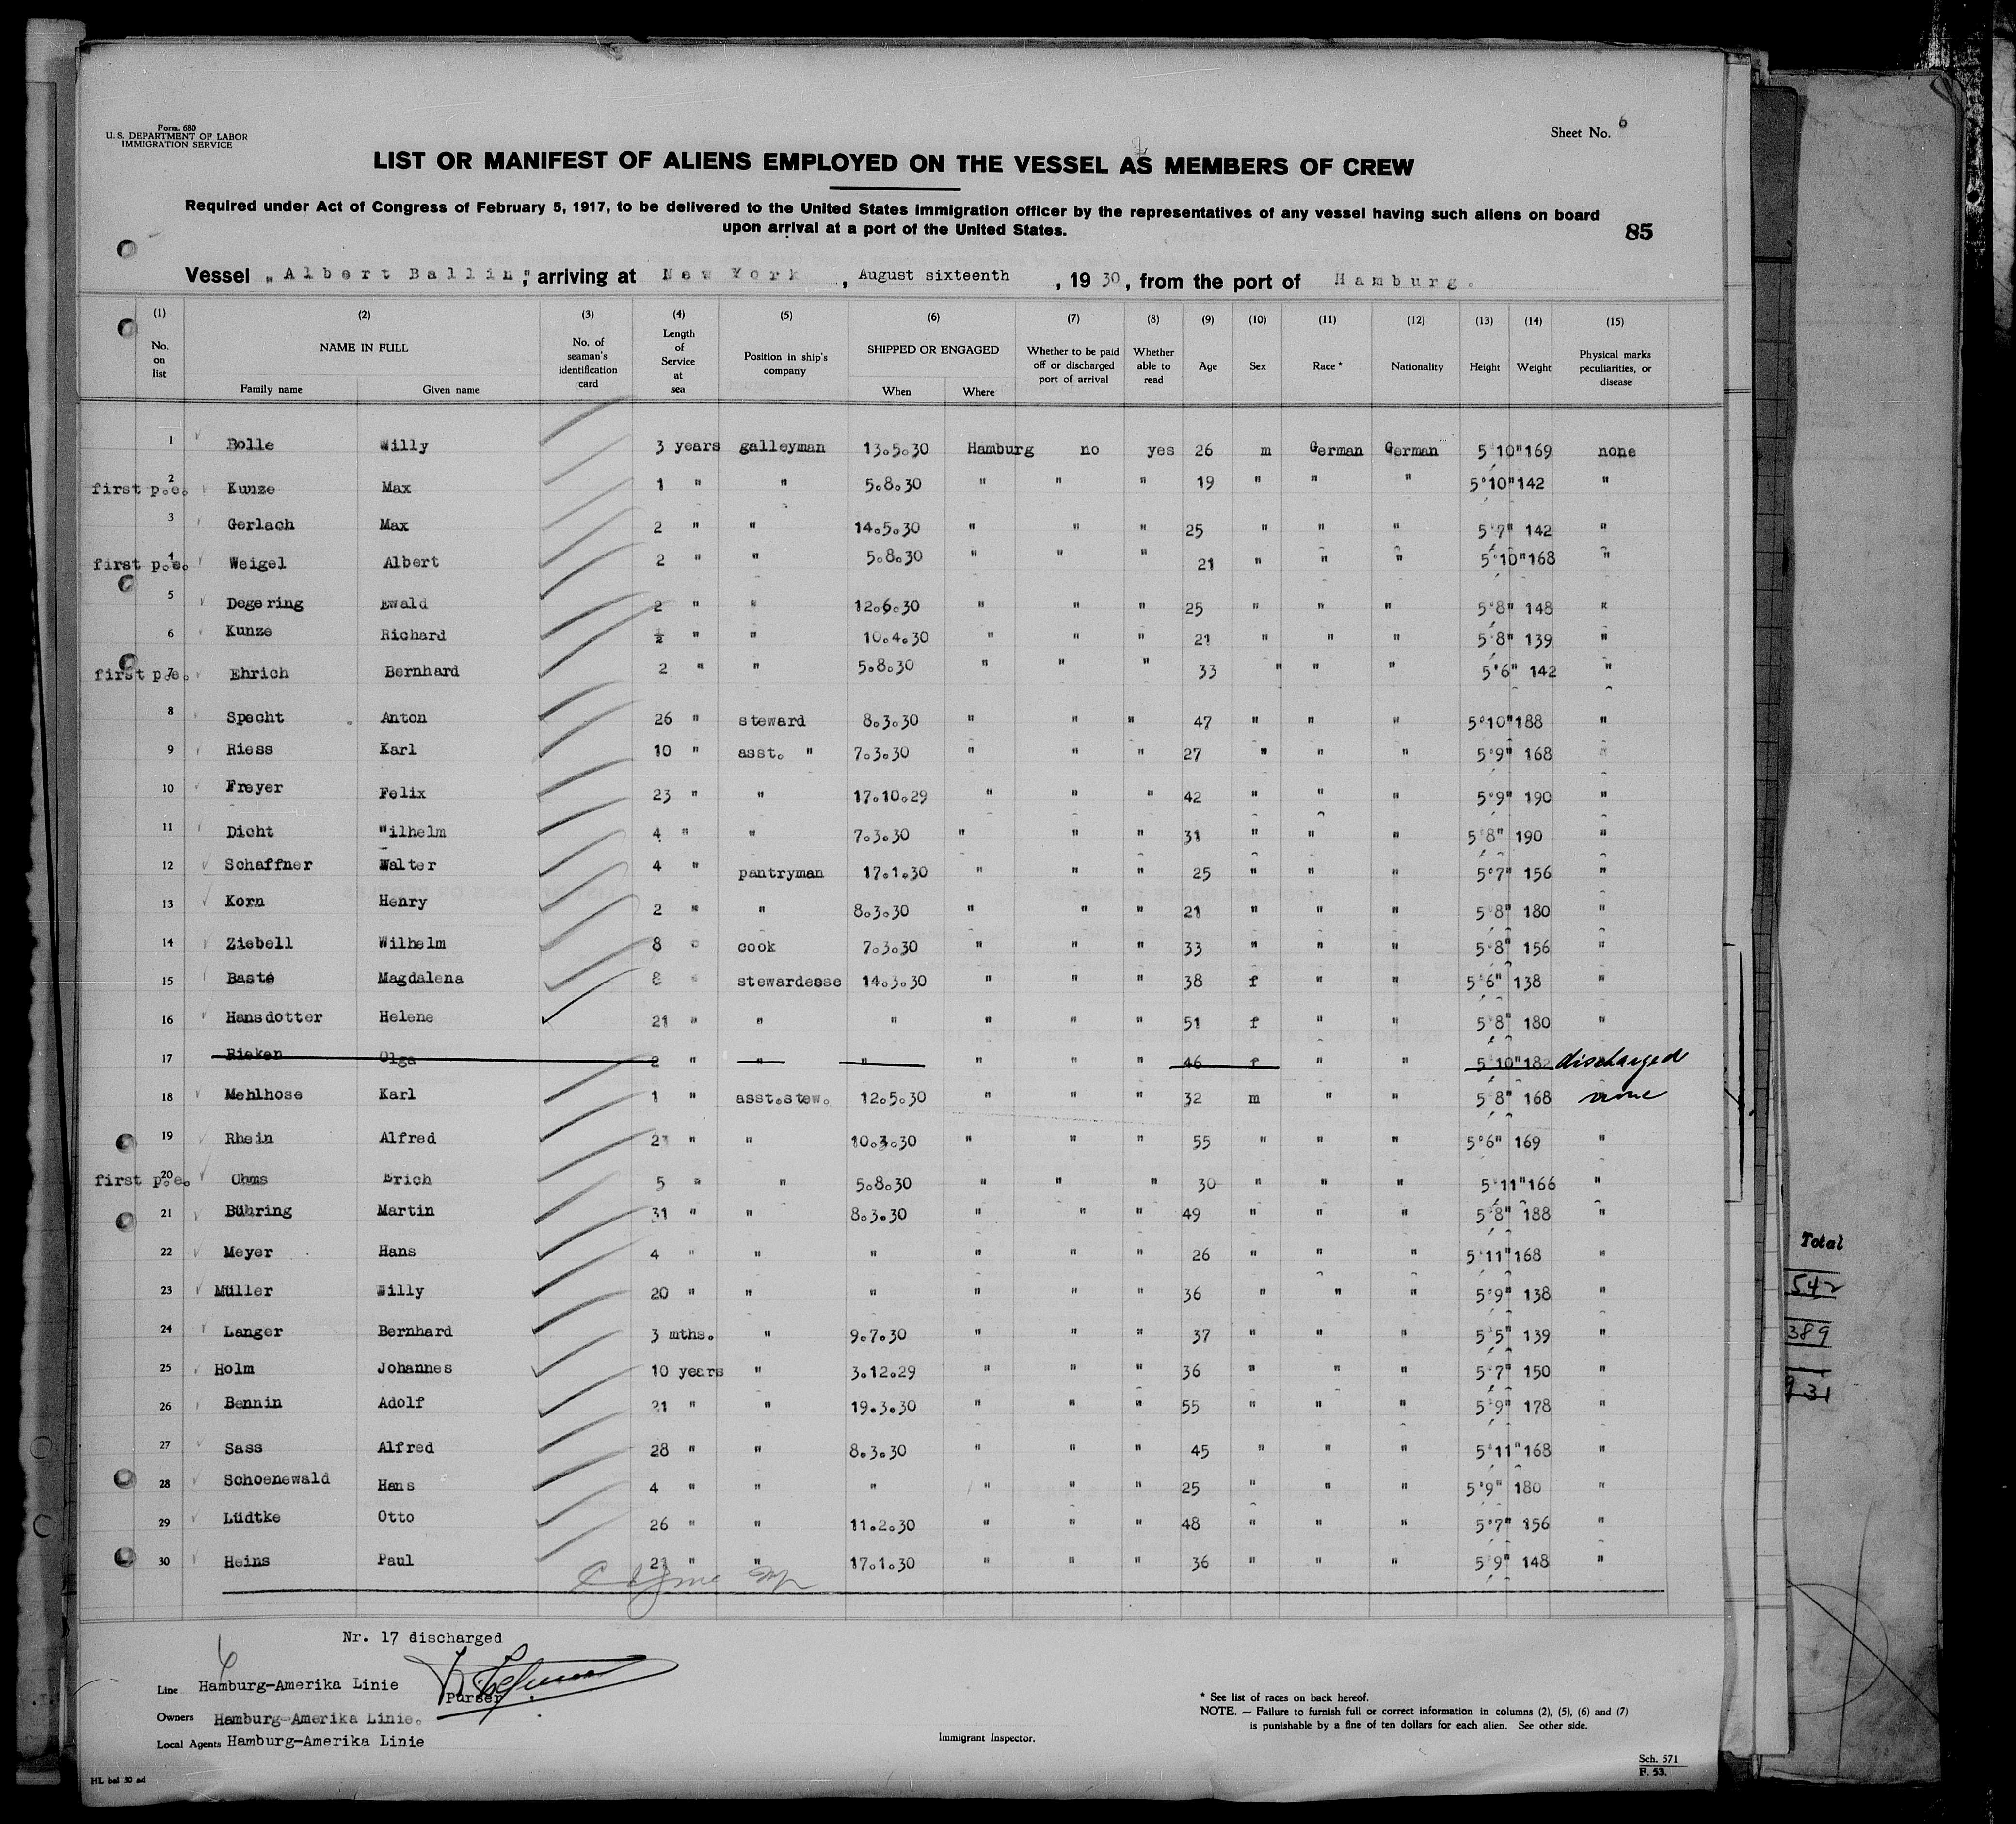 Form. 680
U. S. DEPARTMENT OF LABOR
IMMIGRATION SERVICE
Sheet No. 6
LIST OR MANIFEST OF ALIENS EMPLOYED ON THE VESSEL AS MEMBERS OF CREW
Required under Act of Congress of February 5, 1917, to be delivered to the United States immigration officer by the representatives of any vessel having such aliens on board
upon arrival at a port of the United States.
85
Vessel „Albert Ballin", arriving at New York, August sixteenth, 1930, from the port of Hamburg.
(1) (2) (3) (4) (5) (6) (7) (8) (9) (10) (11) (12) (13) (14) (15)
No. on list NAME IN FULL Family name Given name No. of seaman's identification card Length of Service at sea Position in ship's company SHIPPED OR ENGAGED When Where Whether to be paid off or discharged port of arrival Whether able to read Age Sex Race * Nationality Height Weight Physical marks peculiarities, or disease
1 Bolle Willy 3 years galleyman 13.5.30 Hamburg no yes 26 m German German 5'10" 169 none
first p.e. 2 Kunze Max 1 " " 5.8.30 " " " 19 " " " 5'10" 142 "
3 Gerlach Max 2 " " 14.5.30 " " " 25 " " " 5'7" 142 "
first p.e. 4 Weigel Albert 2 " " 5.8.30 " " " 21 " " " 5'10" 168 "
5 Degering Ewald 2 " " 12.6.30 " " " 25 " " " 5'8" 148 "
6 Kunze Richard ½ " " 10.4.30 " " " 21 " " " 5'8" 139 "
first p.e. 7 Ehrich Bernhard 2 " " 5.8.30 " " " 33 " " " 5'6" 142 "
8 Specht Anton 26 " steward 8.3.30 " " " 47 " " " 5'10" 188 "
9 Riess Karl 10 " asst. " 7.3.30 " " " 27 " " " 5'9" 168 "
10 Freyer Felix 23 " " 17.10.29 " " " 42 " " " 5'9" 190 "
11 Dicht Wilhelm 4 " " 7.3.30 " " " 31 " " " 5'8" 190 "
12 Schaffner Walter 4 " pantryman 17.1.30 " " " 25 " " " 5'7" 156 "
13 Korn Henry 2 " " 8.3.30 " " " 21 " " " 5'8" 180 "
14 Ziebell Wilhelm 8 " cook 7.3.30 " " " 33 " " " 5'8" 156 "
15 Basté Magdalena 8 " stewardesse 14.3.30 " " " 38 f " " 5'6" 138 "
16 Hansdotter Helene 21 " " " " " " 51 f " " 5'8" 180 "
17 Rieken Olga 2 " " " " " " 46 f " " 5'10" 182 discharged
18 Mehlhose Karl 1 " asst.stew. 12.5.30 " " " 32 m " " 5'8" 168 none
19 Rhein Alfred 21 " " 10.3.30 " " " 55 " " " 5'6" 169 "
first p.e. 20 Ohms Erich 5 " " 5.8.30 " " " 30 " " " 5'11" 166 "
21 Bühring Martin 31 " " 8.3.30 " " " 49 " " " 5'8" 188 "
22 Meyer Hans 4 " " " " " " 26 " " " 5'11" 168 "
23 Müller Willy 20 " " " " " " 36 " " " 5'9" 138 "
24 Langer Bernhard 3 mths. " 9.7.30 " " " 37 " " " 5'5" 139 "
25 Holm Johannes 10 years " 3.12.29 " " " 36 " " " 5'7" 150 "
26 Bennin Adolf 21 " " 19.3.30 " " " 55 " " " 5'9" 178 "
27 Sass Alfred 28 " " 8.3.30 " " " 45 " " " 5'11" 168 "
28 Schoenewald Hans 4 " " " " " " 25 " " " 5'9" 180 "
29 Lüdtke Otto 26 " " 11.2.30 " " " 48 " " " 5'7" 156 "
30 Heins Paul 21 " " 17.1.30 " " " 36 " " " 5'9" 148 "
Total
542
389
931
Nr. 17 discharged
Line Hamburg-Amerika Linie
Purser
Owners Hamburg-Amerika Linie.
Local Agents Hamburg-Amerika Linie
Immigrant Inspector.
* See list of races on back hereof.
NOTE. — Failure to furnish full or correct information in columns (2), (5), (6) and (7)
is punishable by a fine of ten dollars for each alien. See other side.
Sch. 571
F. 53.
HL bal 30 ad